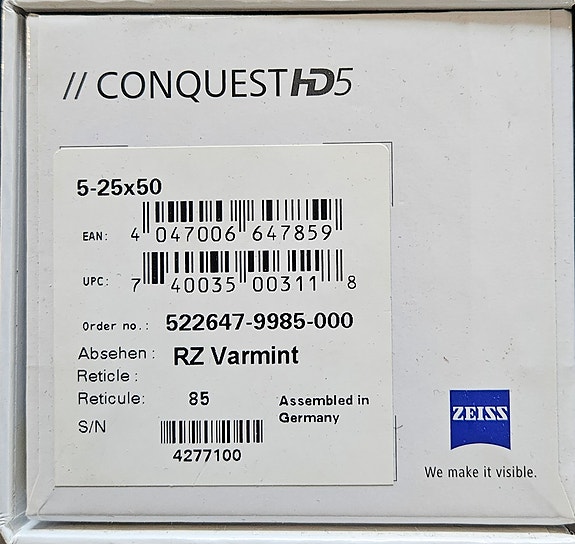 // CONQUEST HD5
5-25x50
EAN: 4 047006 647859
UPC: 7 40035 00311 8
Order no.: 522647-9985-000
Absehen: RZ Varmint
Reticle:
Reticule: 85
Assembled in
Germany
S/N
4277100
ZEISS
We make it visible.